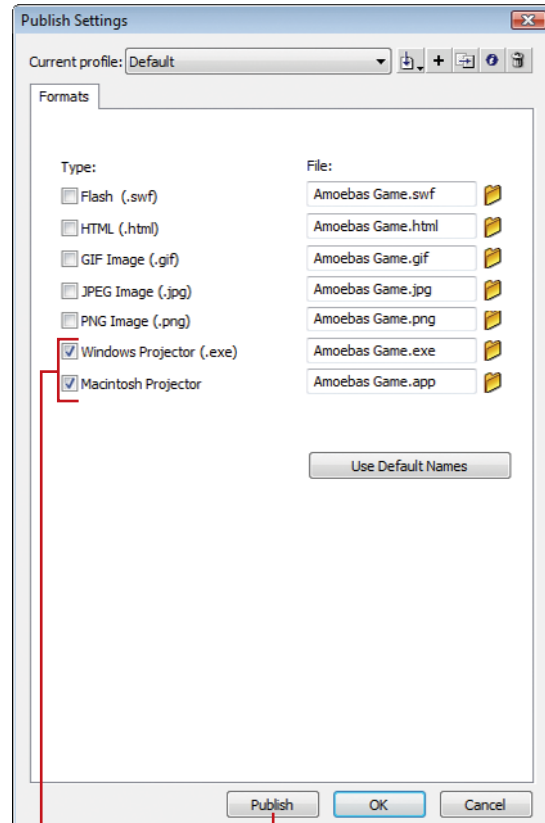 Publish Settings
Current profile: Default
Formats
Type: File:
Flash (.swf) Amoebas Game.swf
HTML (.html) Amoebas Game.html
GIF Image (.gif) Amoebas Game.gif
JPEG Image (.jpg) Amoebas Game.jpg
PNG Image (.png) Amoebas Game.png
Windows Projector (.exe) Amoebas Game.exe
Macintosh Projector Amoebas Game.app
Use Default Names
Publish OK Cancel